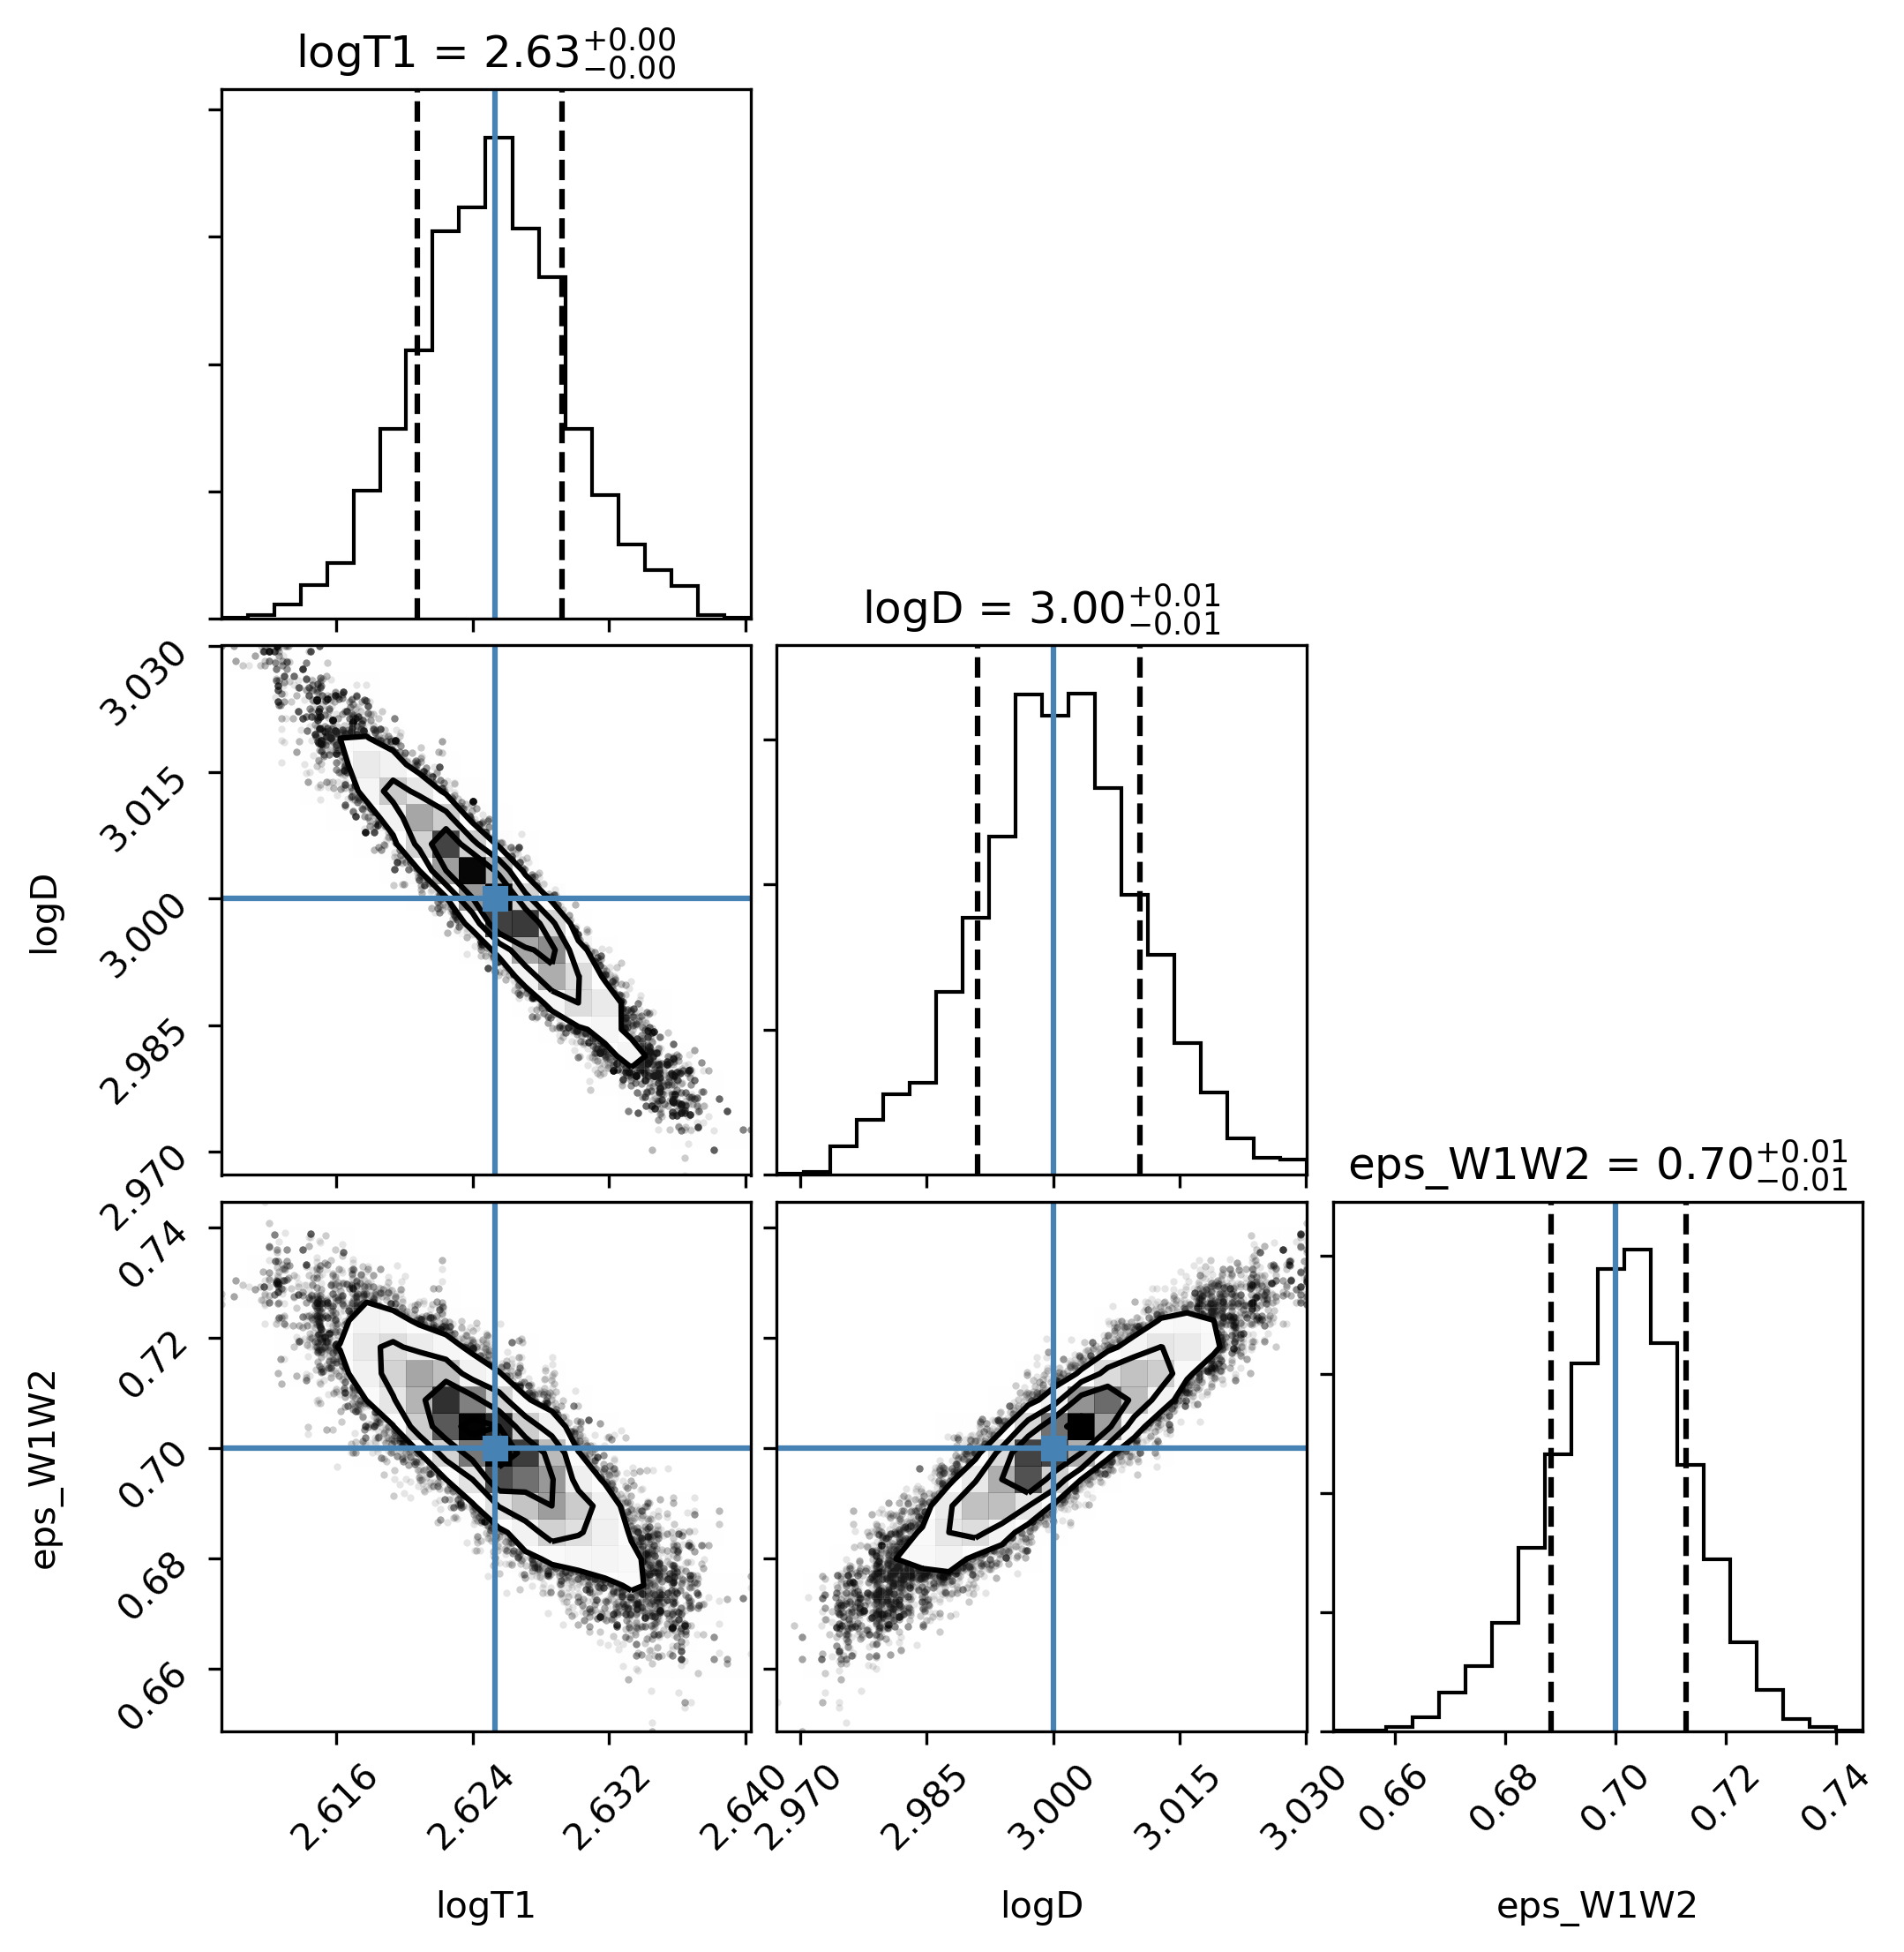 logT1 = 2.63+0.00 −0.00
logD = 3.00+0.01 −0.01
eps_W1W2 = 0.70+0.01 −0.01
logD
3.030
3.015
3.000
2.985
2.970
eps_W1W2
0.74
0.72
0.70
0.68
0.66
2.616 2.624 2.632 2.640
2.970 2.985 3.000 3.015 3.030
0.66 0.68 0.70 0.72 0.74
logT1
logD
eps_W1W2